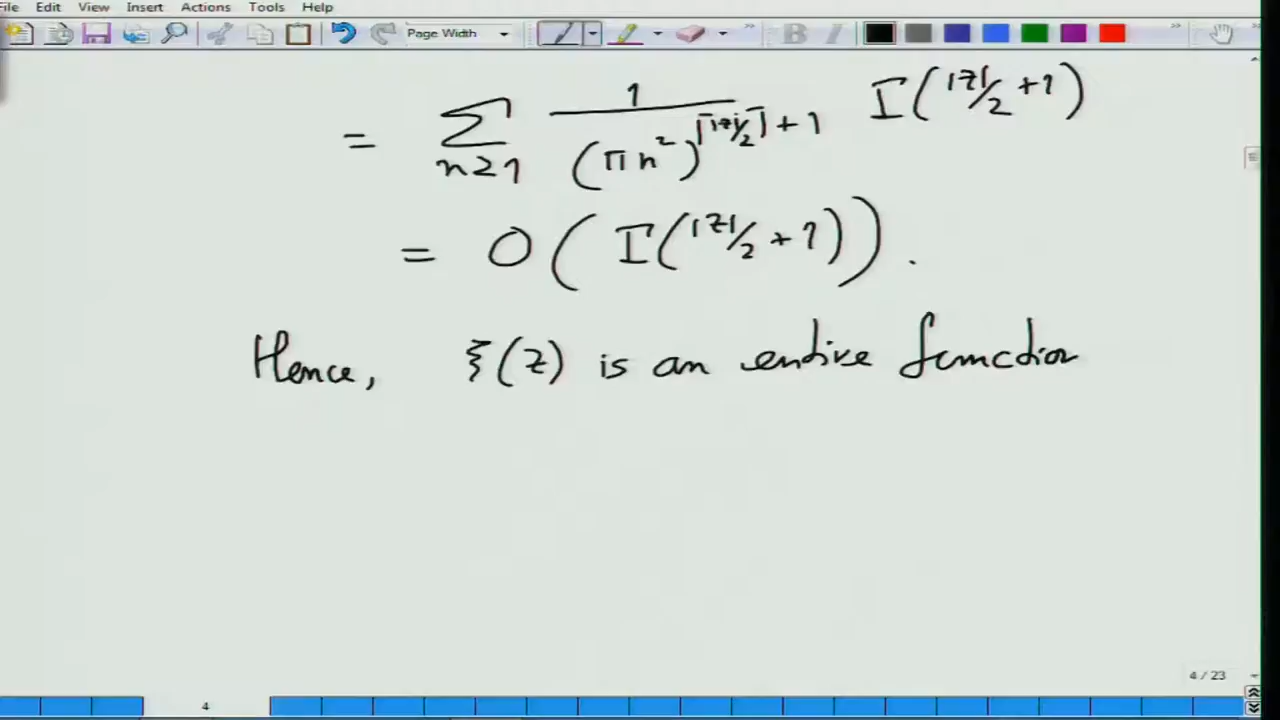 File Edit View Insert Actions Tools Help
Page Width B I
= ∑_{n≥1} 1/(πn²)^{⌈|z|/2⌉+1} Γ(|z|/2 + 1)
= O(Γ(|z|/2 + 1)).
Hence, ξ(z) is an entire function
4 / 23
4